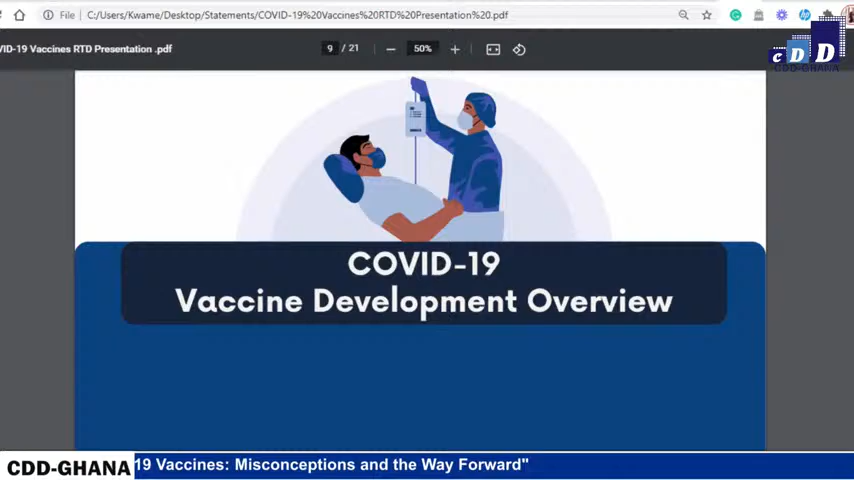 File
C:/Users/Kwame/Desktop/Statements/COVID-19%20Vaccines%20RTD%20Presentation%20.pdf
VID-19 Vaccines RTD Presentation .pdf
9 / 21
50%
cDD
CDD-GHANA
COVID-19
Vaccine Development Overview
CDD-GHANA
19 Vaccines: Misconceptions and the Way Forward"